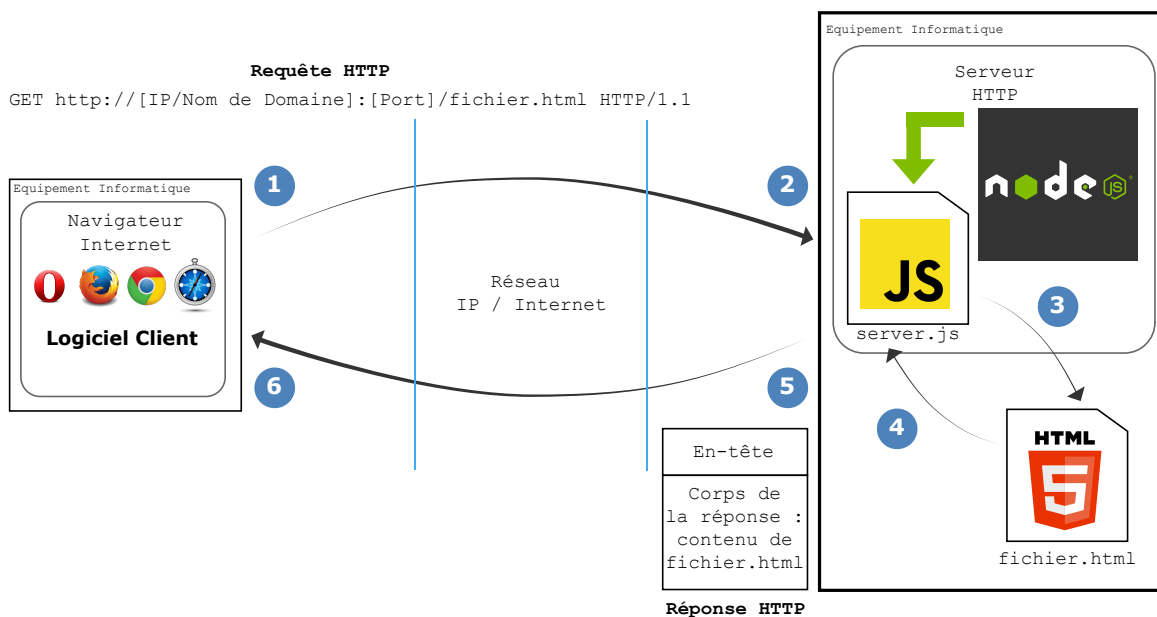 Requête HTTP
GET http://[IP/Nom de Domaine]:[Port]/fichier.html HTTP/1.1
Equipement Informatique
Navigateur
Internet
Logiciel Client
1
2
Réseau
IP / Internet
6
5
En-tête
Corps de
la réponse :
contenu de
fichier.html
Réponse HTTP
Equipement Informatique
Serveur
HTTP
node
JS
JS
server.js
3
4
HTML
5
fichier.html